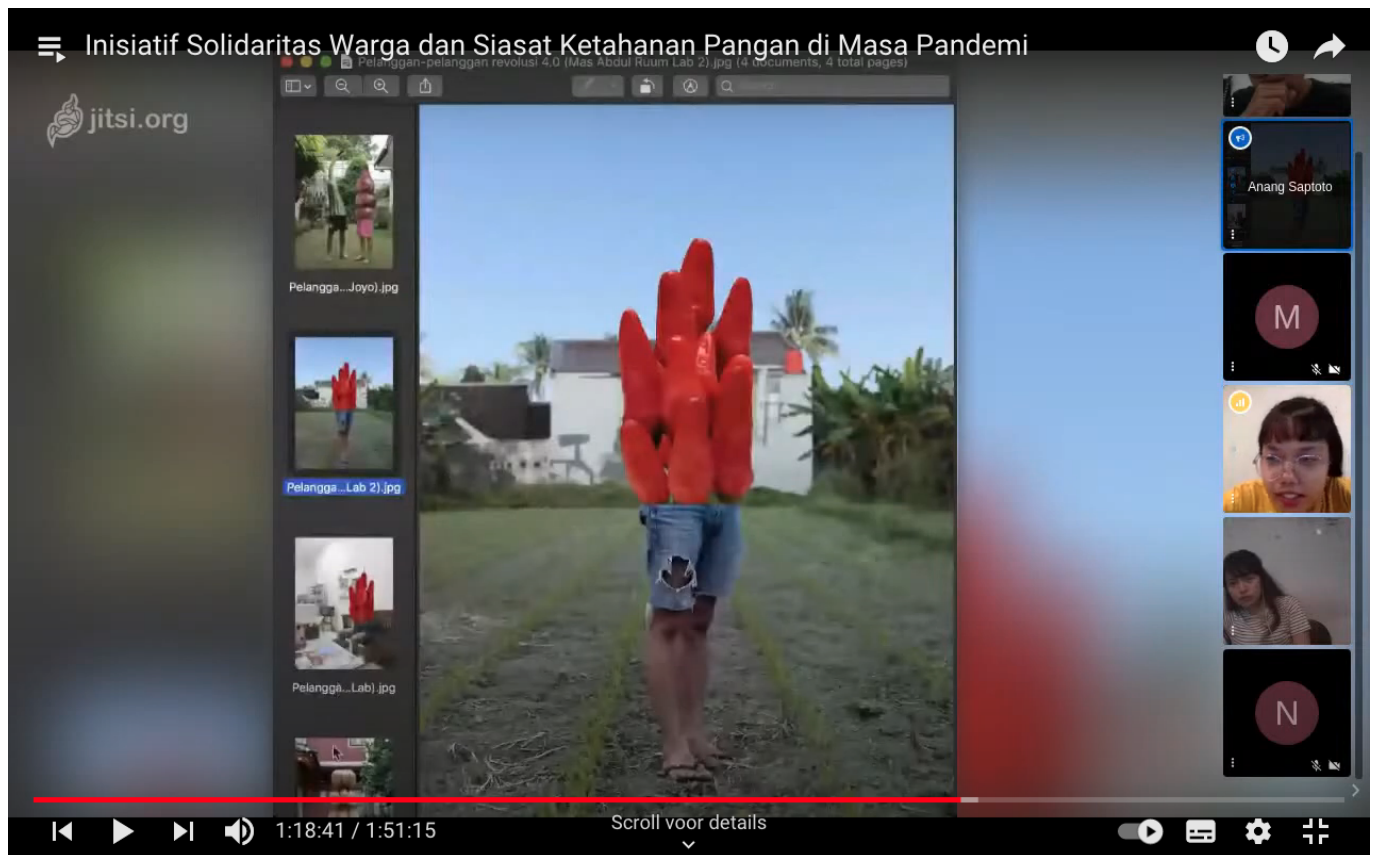 Inisiatif Solidaritas Warga dan Siasat Ketahanan Pangan di Masa Pandemi
Pelanggan-pelanggan revolusi 4.0 (Mas Abdul Ruum Lab 2).jpg (4 documents, 4 total pages)
Search
jitsi.org
Anang Saptoto
Pelangga...Joyo).jpg
M
Pelangga...Lab 2).jpg
Pelangga...Lab).jpg
N
1:18:41 / 1:51:15
Scroll voor details